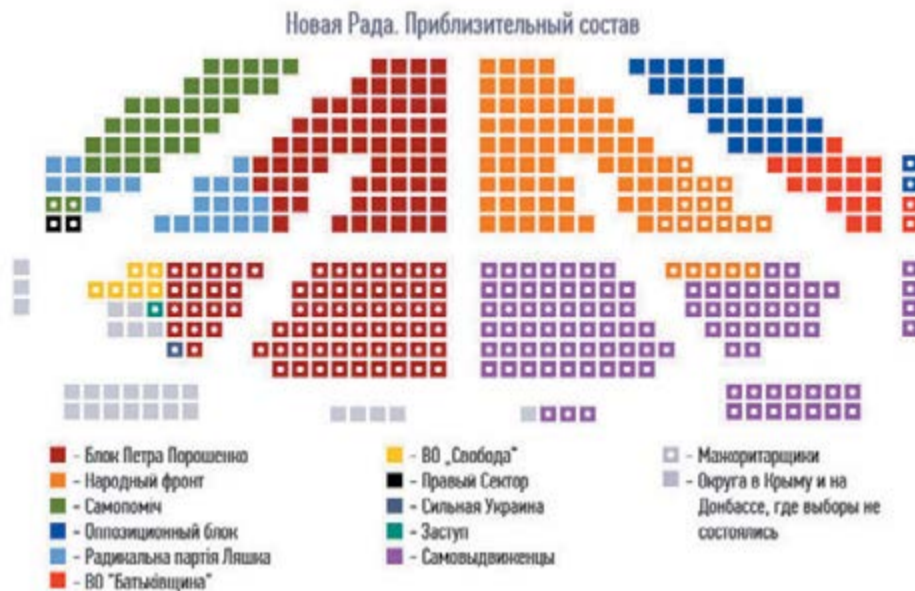 Новая Рада. Приблизительный состав
- Блок Петра Порошенко
- Народный фронт
- Самопоміч
- Оппозиционный блок
- Радикальна партія Ляшка
- ВО "Батьківщина"
- ВО „Свобода"
- Правый Сектор
- Сильная Украина
- Заступ
- Самовыдвиженцы
- Мажоритарщики
- Округа в Крыму и на
Донбассе, где выборы не
состоялись